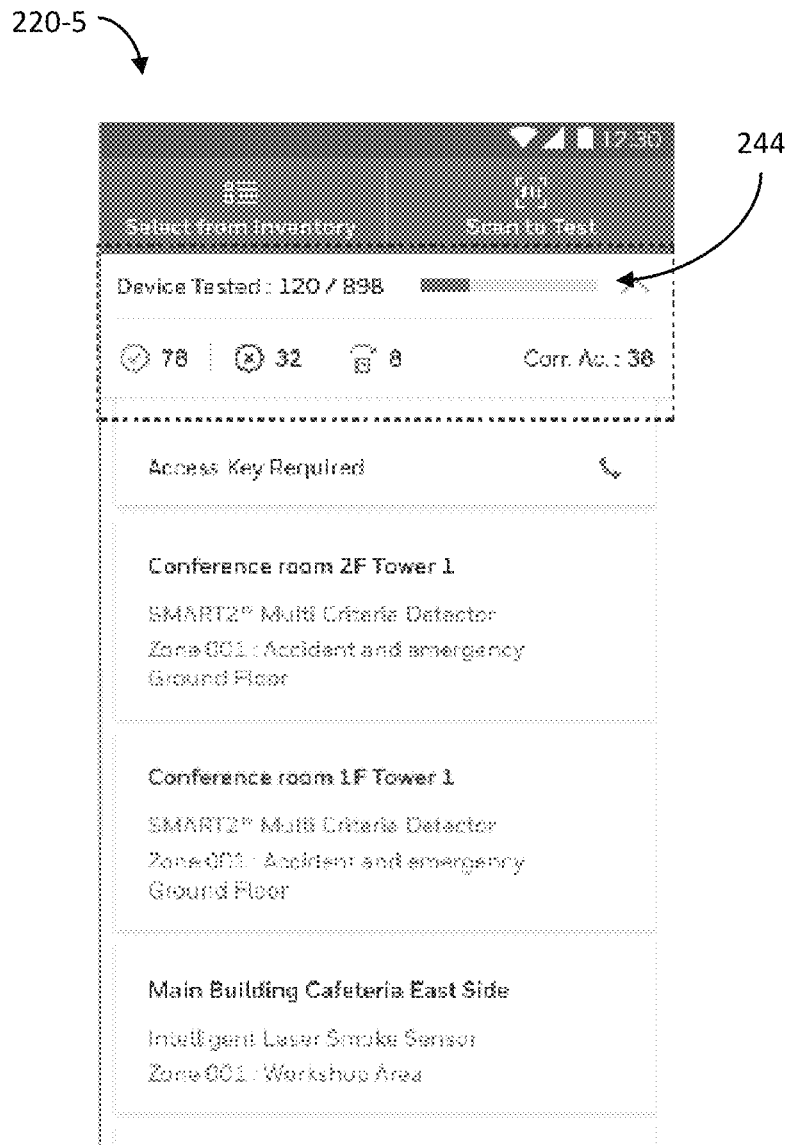 220-5
12:30
244
Select from Inventory
Scan to Test
Device Tested : 120 / 898
78
32
8
Corr. Ac. : 38
Access Key Required
Conference room 2F Tower 1
SMART2™ Multi Criteria Detector
Zone 001 : Accident and emergency
Ground Floor
Conference room 1F Tower 1
SMART2™ Multi Criteria Detector
Zone 001 : Accident and emergency
Ground Floor
Main Building Cafeteria East Side
Intelligent Laser Smoke Sensor
Zone 001 : Workshop Area